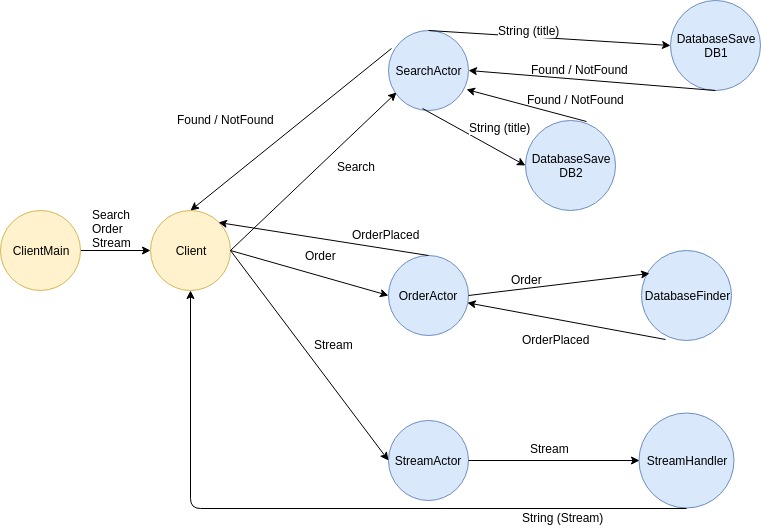 String (title)
DatabaseSave
DB1
SearchActor
Found / NotFound
Found / NotFound
Found / NotFound
String (title)
Search
DatabaseSave
DB2
Search
Order
Stream
ClientMain
Client
OrderPlaced
Order
Order
OrderActor
DatabaseFinder
OrderPlaced
Stream
Stream
StreamActor
StreamHandler
String (Stream)